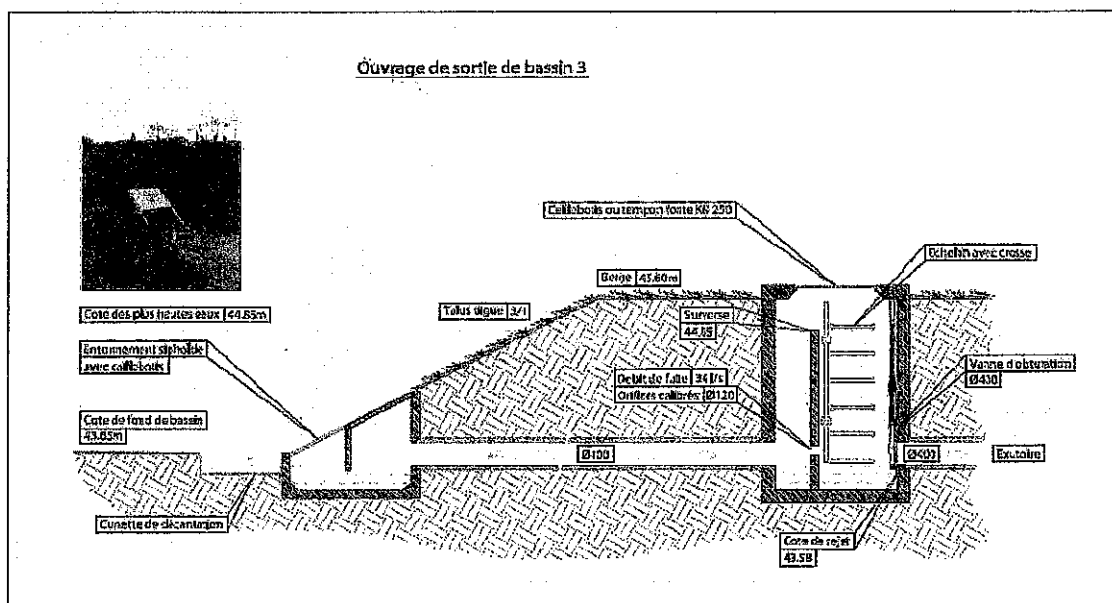 Ouvrage de sortie de bassin 3
Caillebotis ou tampon fonte KN 250
Echelon avec crosse
Berge 45.60m
Cote des plus hautes eaux 44.85m
Talus digue 3/1
Surverse
44.85
Entonnement siphoïde
avec caillebotis
Vanne d'obturation
Ø400
Debit de fuite 34 l/s
Orifices calibrés Ø120
Cote de fond de bassin
43.65m
Ø400
Ø400
Exutoire
Cunette de décantation
Cote de rejet
43.58